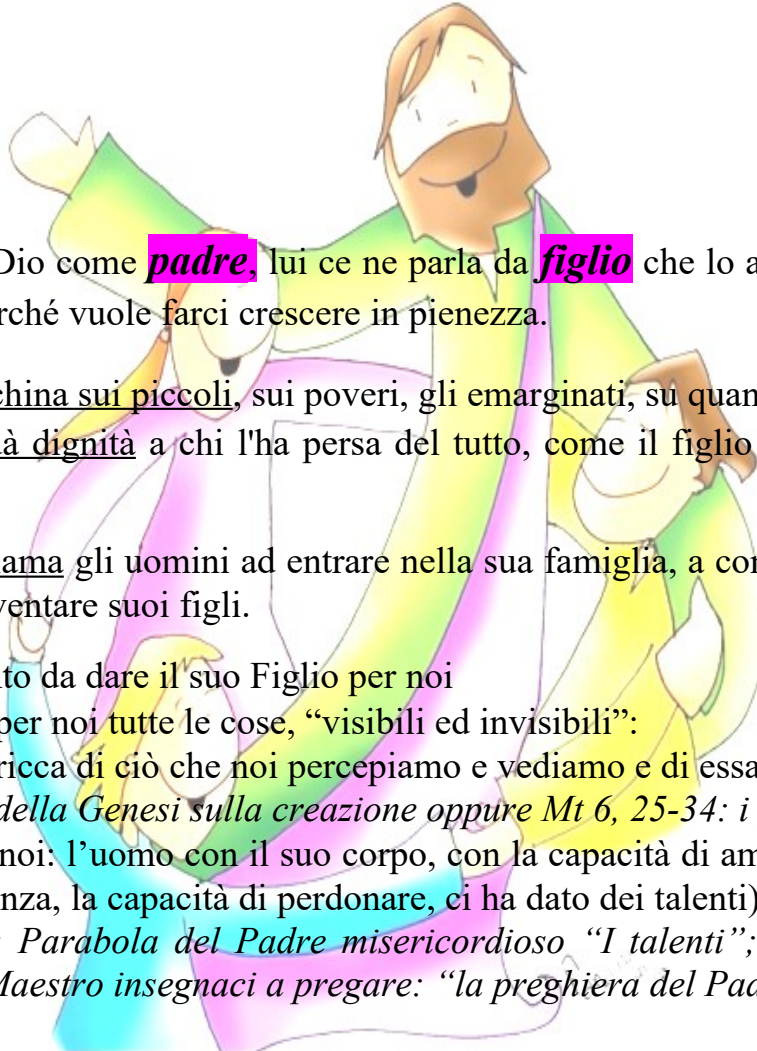 Dio come padre, lui ce ne parla da figlio che lo a
rché vuole farci crescere in pienezza.
china sui piccoli, sui poveri, gli emarginati, su quan
à dignità a chi l'ha persa del tutto, come il figlio
ama gli uomini ad entrare nella sua famiglia, a con
ventare suoi figli.
to da dare il suo Figlio per noi
per noi tutte le cose, “visibili ed invisibili”:
ricca di ciò che noi percepiamo e vediamo e di essa
della Genesi sulla creazione oppure Mt 6, 25-34: i
noi: l’uomo con il suo corpo, con la capacità di am
nza, la capacità di perdonare, ci ha dato dei talenti)
Parabola del Padre misericordioso “I talenti”;
Maestro insegnaci a pregare: “la preghiera del Pad